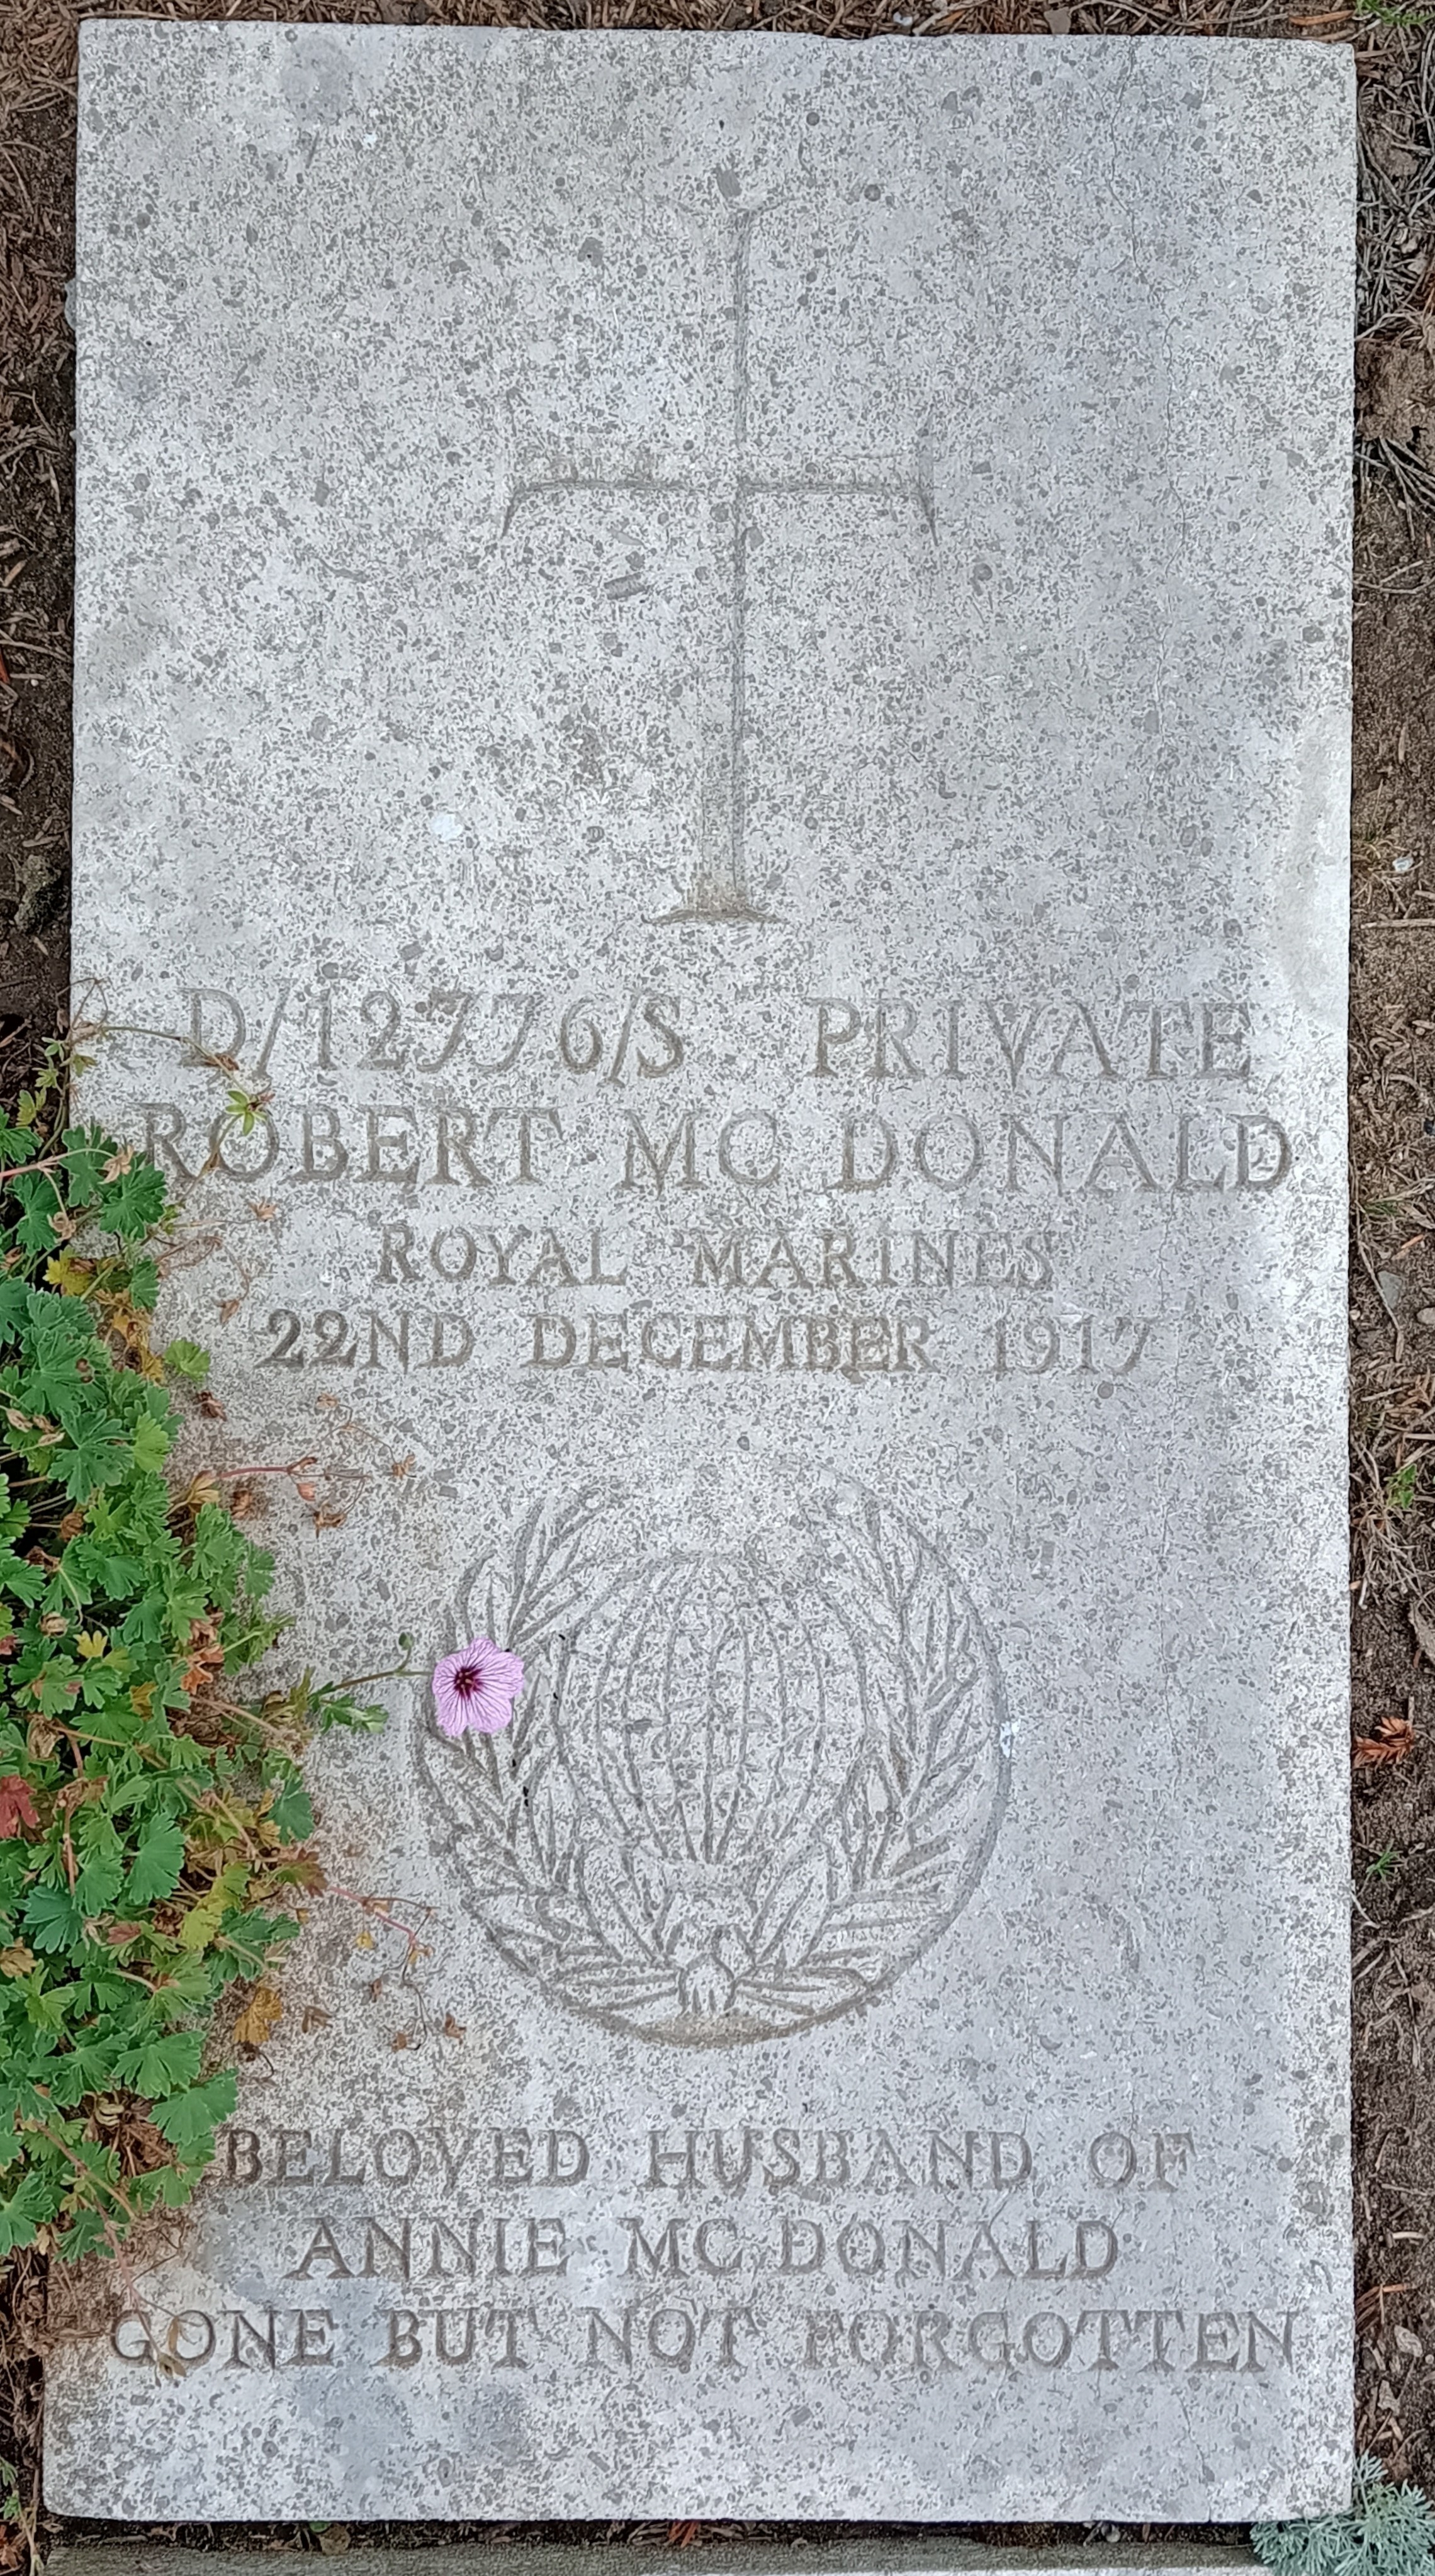 D/12776/S PRIVATE
ROBERT MC DONALD
ROYAL MARINES
22ND DECEMBER 1917
BELOVED HUSBAND OF
ANNIE MC DONALD
GONE BUT NOT FORGOTTEN